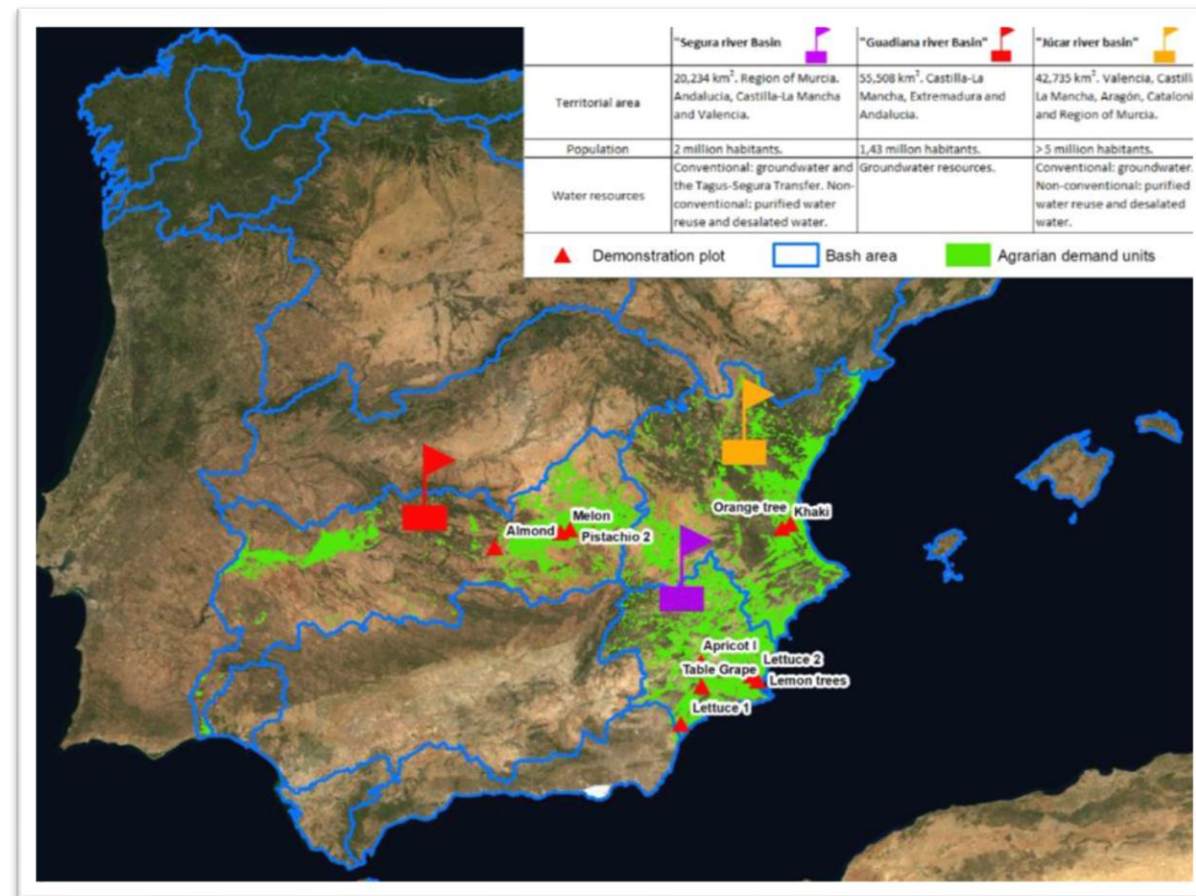 "Segura river Basin
"Guadiana river Basin"
"Júcar river basin"
Territorial area
20,234 km². Region of Murcia.
Andalucia, Castilla-La Mancha
and Valencia.
55,508 km². Castilla-La
Mancha, Extremadura and
Andalucia.
42,735 km². Valencia, Castill
La Mancha, Aragón, Cataloni
and Region of Murcia.
Population
2 million habitants.
1,43 millon habitants.
> 5 million habitants.
Water resources
Conventional: groundwater and
the Tagus-Segura Transfer. Non-
conventional: purified water
reuse and desalated water.
Groundwater resources.
Conventional: groundwater.
Non-conventional: purified
water reuse and desalated
water.
Demonstration plot
Bash area
Agrarian demand units
Orange tree
Khaki
Melon
Almond
Pistachio 2
Apricot I
Lettuce 2
Table Grape
Lemon trees
Lettuce 1